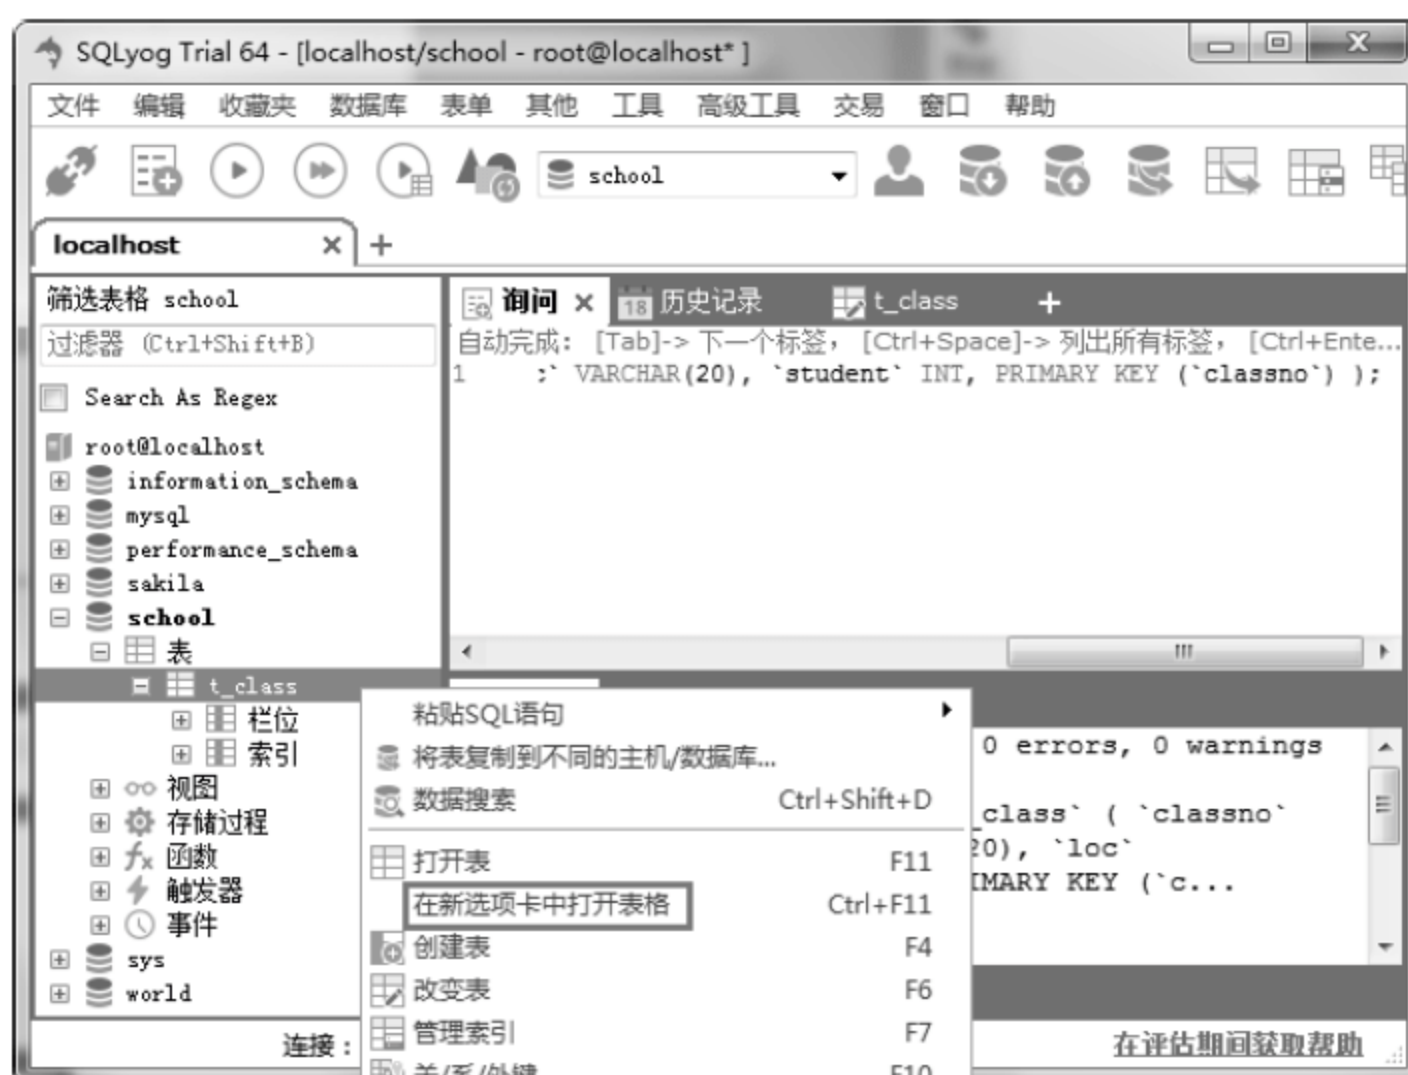 SQLyog Trial 64 - [localhost/school - root@localhost* ]
文件 编辑 收藏夹 数据库 表单 其他 工具 高级工具 交易 窗口 帮助
school
localhost
筛选表格 school
过滤器 (Ctrl+Shift+B)
Search As Regex
root@localhost
information_schema
mysql
performance_schema
sakila
school
表
t_class
栏位
索引
视图
存储过程
函数
触发器
事件
sys
world
询问 18 历史记录 t_class
自动完成: [Tab]-> 下一个标签, [Ctrl+Space]-> 列出所有标签, [Ctrl+Ente...
1 :` VARCHAR(20), `student` INT, PRIMARY KEY (`classno`) );
粘贴SQL语句
将表复制到不同的主机/数据库...
数据搜索 Ctrl+Shift+D
打开表 F11
在新选项卡中打开表格 Ctrl+F11
创建表 F4
改变表 F6
管理索引 F7
关/系/外键 F10
0 errors, 0 warnings
_class` ( `classno`
20), `loc`
IMARY KEY (`c...
连接:
在评估期间获取帮助